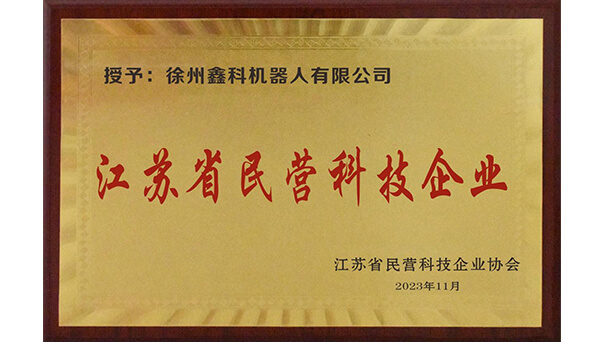 授予：徐州鑫科机器人有限公司
江苏省民营科技企业
江苏省民营科技企业协会
2023年11月